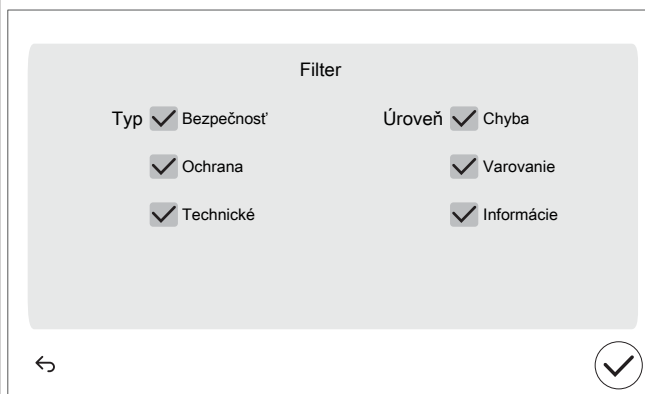 Filter
Typ Bezpečnosť Úroveň Chyba
Ochrana Varovanie
Technické Informácie